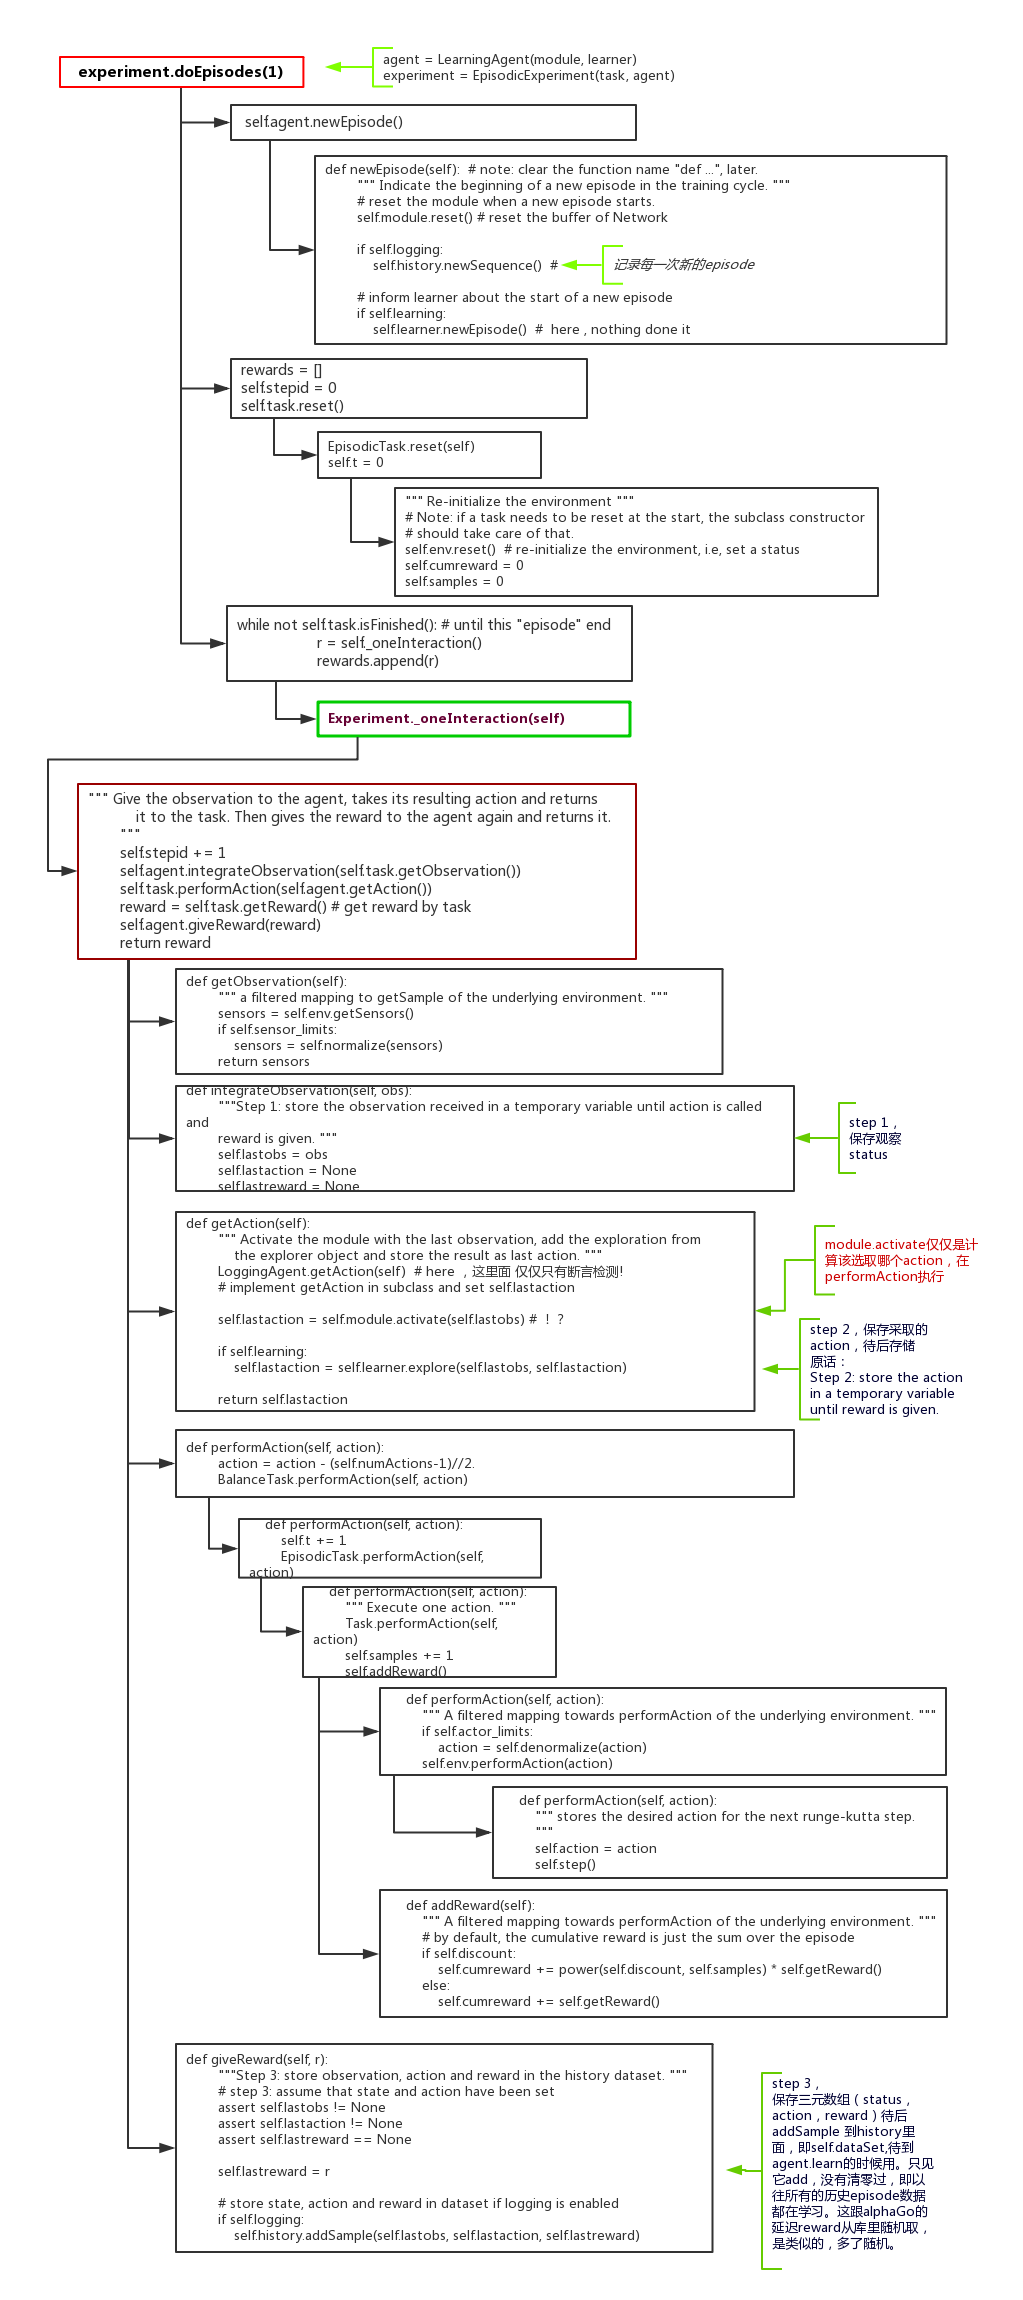 experiment.doEpisodes(1)
agent = LearningAgent(module, learner)
experiment = EpisodicExperiment(task, agent)
self.agent.newEpisode()
def newEpisode(self):  # note: clear the function name "def ...", later.
""" Indicate the beginning of a new episode in the training cycle. """
# reset the module when a new episode starts.
self.module.reset() # reset the buffer of Network
if self.logging:
self.history.newSequence()  #
记录每一次新的episode
# inform learner about the start of a new episode
if self.learning:
self.learner.newEpisode()  #  here , nothing done it
rewards = []
self.stepid = 0
self.task.reset()
EpisodicTask.reset(self)
self.t = 0
""" Re-initialize the environment """
# Note: if a task needs to be reset at the start, the subclass constructor
# should take care of that.
self.env.reset()  # re-initialize the environment, i.e, set a status
self.cumreward = 0
self.samples = 0
while not self.task.isFinished(): # until this "episode" end
r = self._oneInteraction()
rewards.append(r)
Experiment._oneInteraction(self)
""" Give the observation to the agent, takes its resulting action and returns
it to the task. Then gives the reward to the agent again and returns it.
"""
self.stepid += 1
self.agent.integrateObservation(self.task.getObservation())
self.task.performAction(self.agent.getAction())
reward = self.task.getReward() # get reward by task
self.agent.giveReward(reward)
return reward
def getObservation(self):
""" a filtered mapping to getSample of the underlying environment. """
sensors = self.env.getSensors()
if self.sensor_limits:
sensors = self.normalize(sensors)
return sensors
def integrateObservation(self, obs):
"""Step 1: store the observation received in a temporary variable until action is called
and
reward is given. """
self.lastobs = obs
self.lastaction = None
self.lastreward = None
step 1，
保存观察
status
def getAction(self):
""" Activate the module with the last observation, add the exploration from
the explorer object and store the result as last action. """
LoggingAgent.getAction(self)  # here ，这里面 仅仅只有断言检测!
# implement getAction in subclass and set self.lastaction
self.lastaction = self.module.activate(self.lastobs) # ！？
if self.learning:
self.lastaction = self.learner.explore(self.lastobs, self.lastaction)
return self.lastaction
module.activate仅仅是计
算该选取哪个action，在
performAction执行
step 2，保存采取的
action，待后存储
原话：
Step 2: store the action
in a temporary variable
until reward is given.
def performAction(self, action):
action = action - (self.numActions-1)//2.
BalanceTask.performAction(self, action)
def performAction(self, action):
self.t += 1
EpisodicTask.performAction(self,
action)
def performAction(self, action):
""" Execute one action. """
Task.performAction(self,
action)
self.samples += 1
self.addReward()
def performAction(self, action):
""" A filtered mapping towards performAction of the underlying environment. """
if self.actor_limits:
action = self.denormalize(action)
self.env.performAction(action)
def performAction(self, action):
""" stores the desired action for the next runge-kutta step.
"""
self.action = action
self.step()
def addReward(self):
""" A filtered mapping towards performAction of the underlying environment. """
# by default, the cumulative reward is just the sum over the episode
if self.discount:
self.cumreward += power(self.discount, self.samples) * self.getReward()
else:
self.cumreward += self.getReward()
def giveReward(self, r):
"""Step 3: store observation, action and reward in the history dataset. """
# step 3: assume that state and action have been set
assert self.lastobs != None
assert self.lastaction != None
assert self.lastreward == None
self.lastreward = r
# store state, action and reward in dataset if logging is enabled
if self.logging:
self.history.addSample(self.lastobs, self.lastaction, self.lastreward)
step 3，
保存三元数组（status，
action，reward）待后
addSample 到history里
面，即self.dataSet,待到
agent.learn的时候用。只见
它add，没有清零过，即以
往所有的历史episode数据
都在学习。这跟alphaGo的
延迟reward从库里随机取，
是类似的，多了随机。